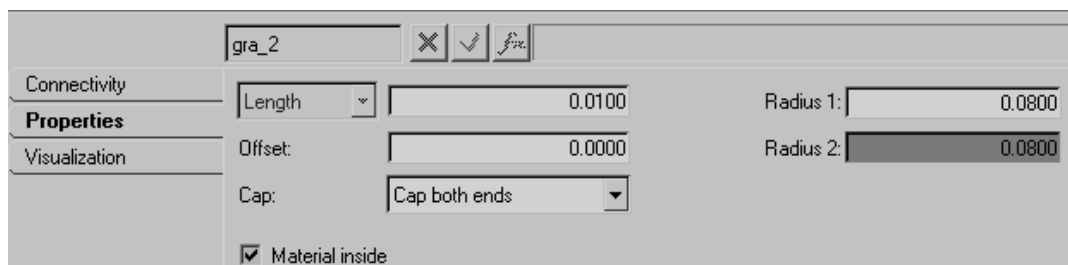 gra_2
Connectivity
Properties
Visualization
Length 0.0100 Radius 1: 0.0800
Offset: 0.0000 Radius 2: 0.0800
Cap: Cap both ends
Material inside